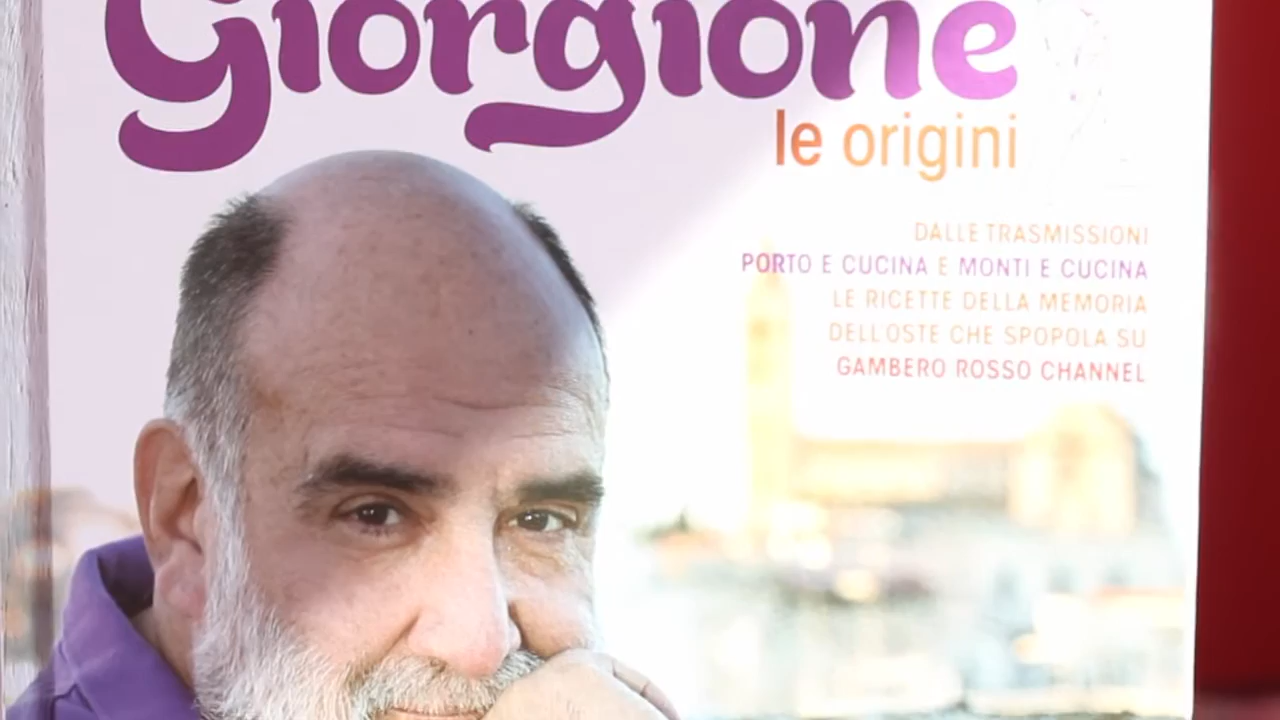 Giorgione
le origini
DALLE TRASMISSIONI
PORTO E CUCINA E MONTI E CUCINA
LE RICETTE DELLA MEMORIA
DELL'OSTE CHE SPOPOLA SU
GAMBERO ROSSO CHANNEL